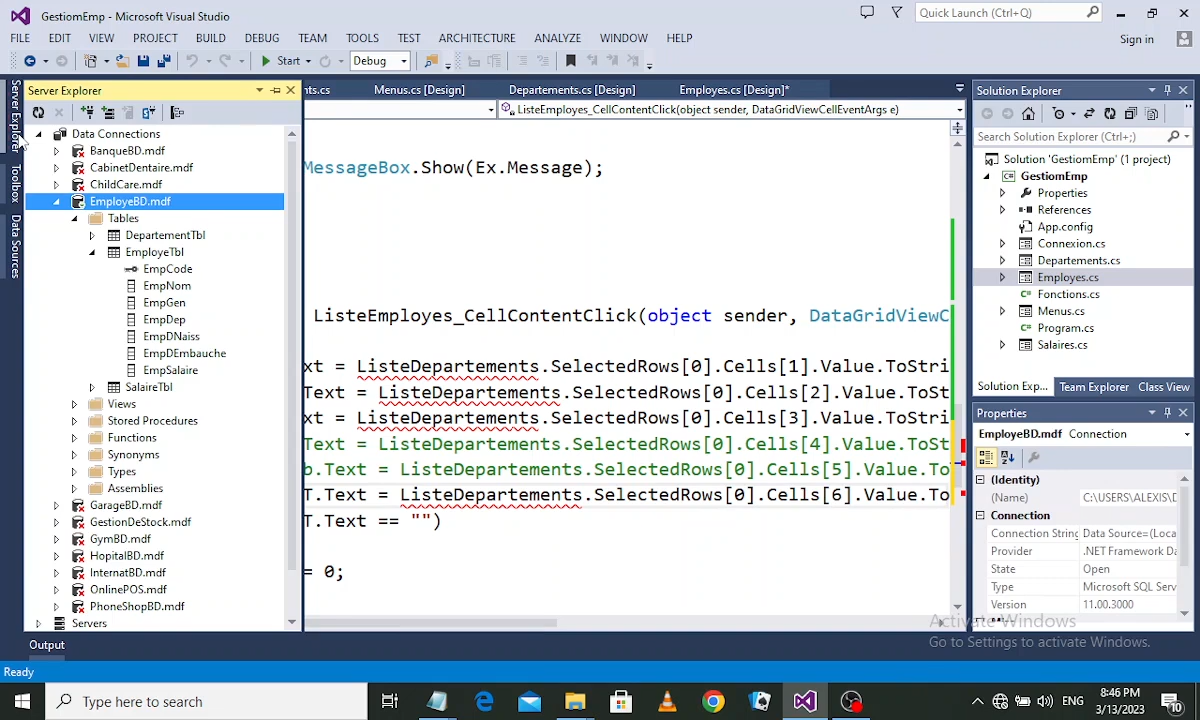 GestiomEmp - Microsoft Visual Studio
Quick Launch (Ctrl+Q)
FILE EDIT VIEW PROJECT BUILD DEBUG TEAM TOOLS TEST ARCHITECTURE ANALYZE WINDOW HELP
Sign in
Start Debug
Server Explorer
Toolbox
Data Sources
Server Explorer
Data Connections
BanqueBD.mdf
CabinetDentaire.mdf
ChildCare.mdf
EmployeBD.mdf
Tables
DepartementTbl
EmployeTbl
EmpCode
EmpNom
EmpGen
EmpDep
EmpDNaiss
EmpDEmbauche
EmpSalaire
SalaireTbl
Views
Stored Procedures
Functions
Synonyms
Types
Assemblies
GarageBD.mdf
GestionDeStock.mdf
GymBD.mdf
HopitalBD.mdf
InternatBD.mdf
OnlinePOS.mdf
PhoneShopBD.mdf
Servers
nts.cs Menus.cs [Design] Departements.cs [Design] Employes.cs [Design]*
ListeEmployes_CellContentClick(object sender, DataGridViewCellEventArgs e)
MessageBox.Show(Ex.Message);
ListeEmployes_CellContentClick(object sender, DataGridViewC
xt = ListeDepartements.SelectedRows[0].Cells[1].Value.ToStri
Text = ListeDepartements.SelectedRows[0].Cells[2].Value.ToSt
xt = ListeDepartements.SelectedRows[0].Cells[3].Value.ToStri
Text = ListeDepartements.SelectedRows[0].Cells[4].Value.ToSt
b.Text = ListeDepartements.SelectedRows[0].Cells[5].Value.To
T.Text = ListeDepartements.SelectedRows[0].Cells[6].Value.To
T.Text == "")
= 0;
Solution Explorer
Search Solution Explorer (Ctrl+;)
Solution 'GestiomEmp' (1 project)
GestiomEmp
Properties
References
App.config
Connexion.cs
Departements.cs
Employes.cs
Fonctions.cs
Menus.cs
Program.cs
Salaires.cs
Solution Exp... Team Explorer Class View
Properties
EmployeBD.mdf Connection
(Identity)
(Name) C:\USERS\ALEXIS\D
Connection
Connection String Data Source=(Loca
Provider .NET Framework Da
State Open
Type Microsoft SQL Serv
Version 11.00.3000
Activate Windows
Go to Settings to activate Windows.
Output
Ready
Type here to search
ENG
8:46 PM
3/13/2023
10